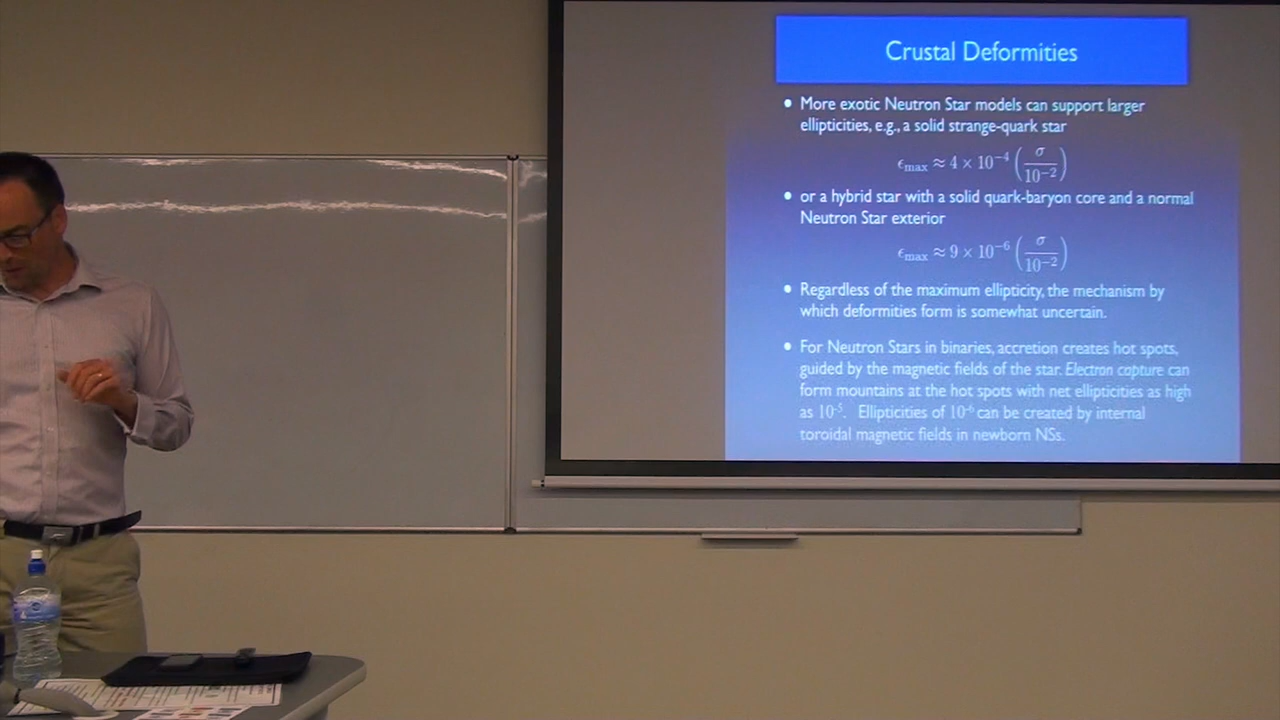 Crustal Deformities
• More exotic Neutron Star models can support larger
ellipticities, e.g., a solid strange-quark star
ϵmax ≈ 4 × 10⁻⁴ (σ/10⁻²)
• or a hybrid star with a solid quark-baryon core and a normal
Neutron Star exterior
ϵmax ≈ 9 × 10⁻⁶ (σ/10⁻²)
• Regardless of the maximum ellipticity, the mechanism by
which deformities form is somewhat uncertain.
• For Neutron Stars in binaries, accretion creates hot spots,
guided by the magnetic fields of the star. Electron capture can
form mountains at the hot spots with net ellipticities as high
as 10⁻⁵. Ellipticities of 10⁻⁶ can be created by internal
toroidal magnetic fields in newborn NSs.